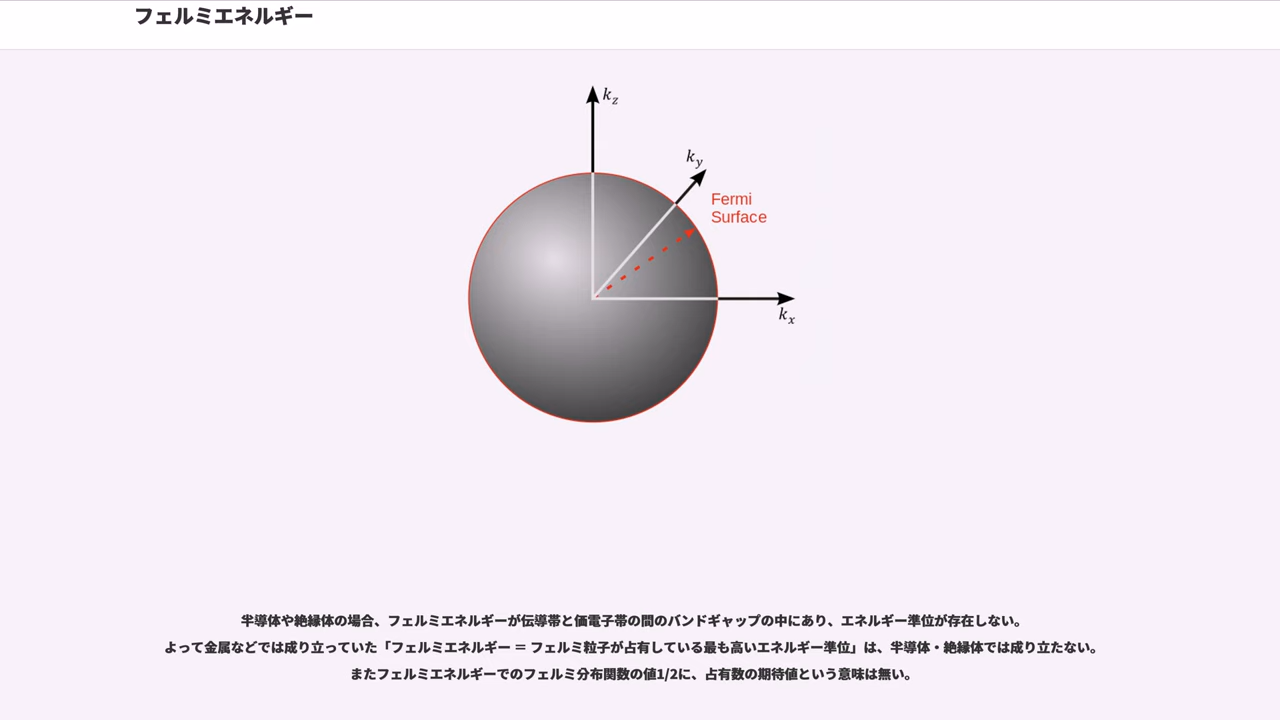 フェルミエネルギー
kz
ky
Fermi
Surface
kx
半導体や絶縁体の場合、フェルミエネルギーが伝導帯と価電子帯の間のバンドギャップの中にあり、エネルギー準位が存在しない。
よって金属などでは成り立っていた「フェルミエネルギー ＝ フェルミ粒子が占有している最も高いエネルギー準位」は、半導体・絶縁体では成り立たない。
またフェルミエネルギーでのフェルミ分布関数の値1/2に、占有数の期待値という意味は無い。